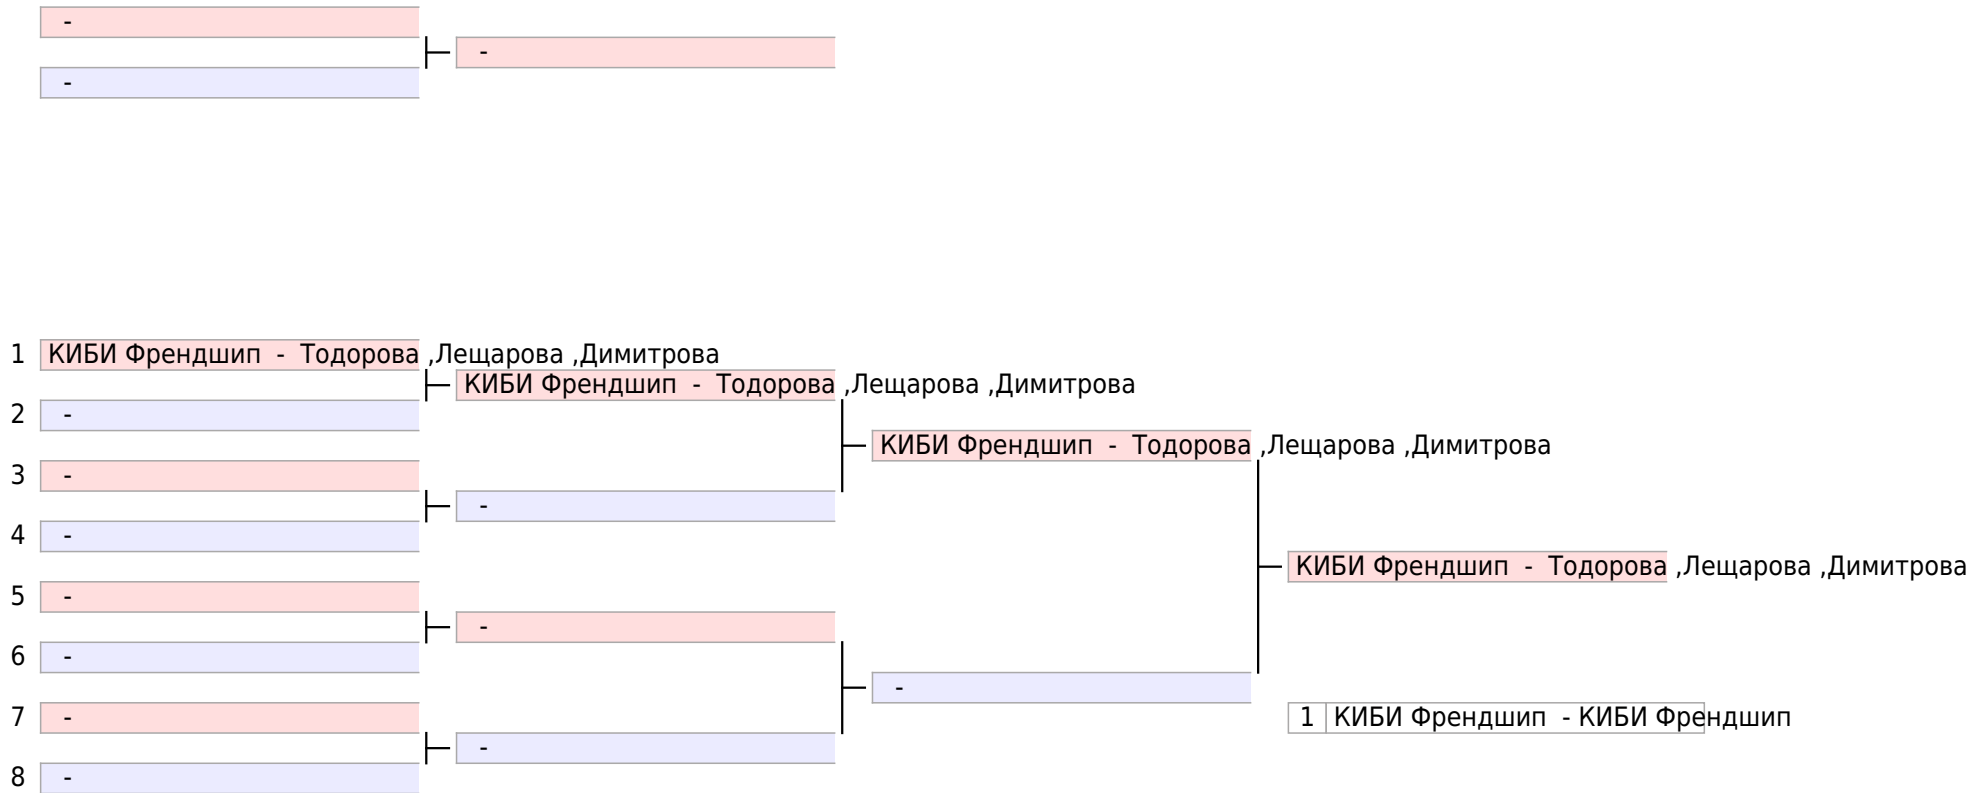 -
-
-
1 КИБИ Френдшип - Тодорова ,Лещарова ,Димитрова
КИБИ Френдшип - Тодорова ,Лещарова ,Димитрова
2 -
КИБИ Френдшип - Тодорова ,Лещарова ,Димитрова
3 -
-
4 -
КИБИ Френдшип - Тодорова ,Лещарова ,Димитрова
5 -
-
6 -
-
7 -
1 КИБИ Френдшип - КИБИ Френдшип
-
8 -